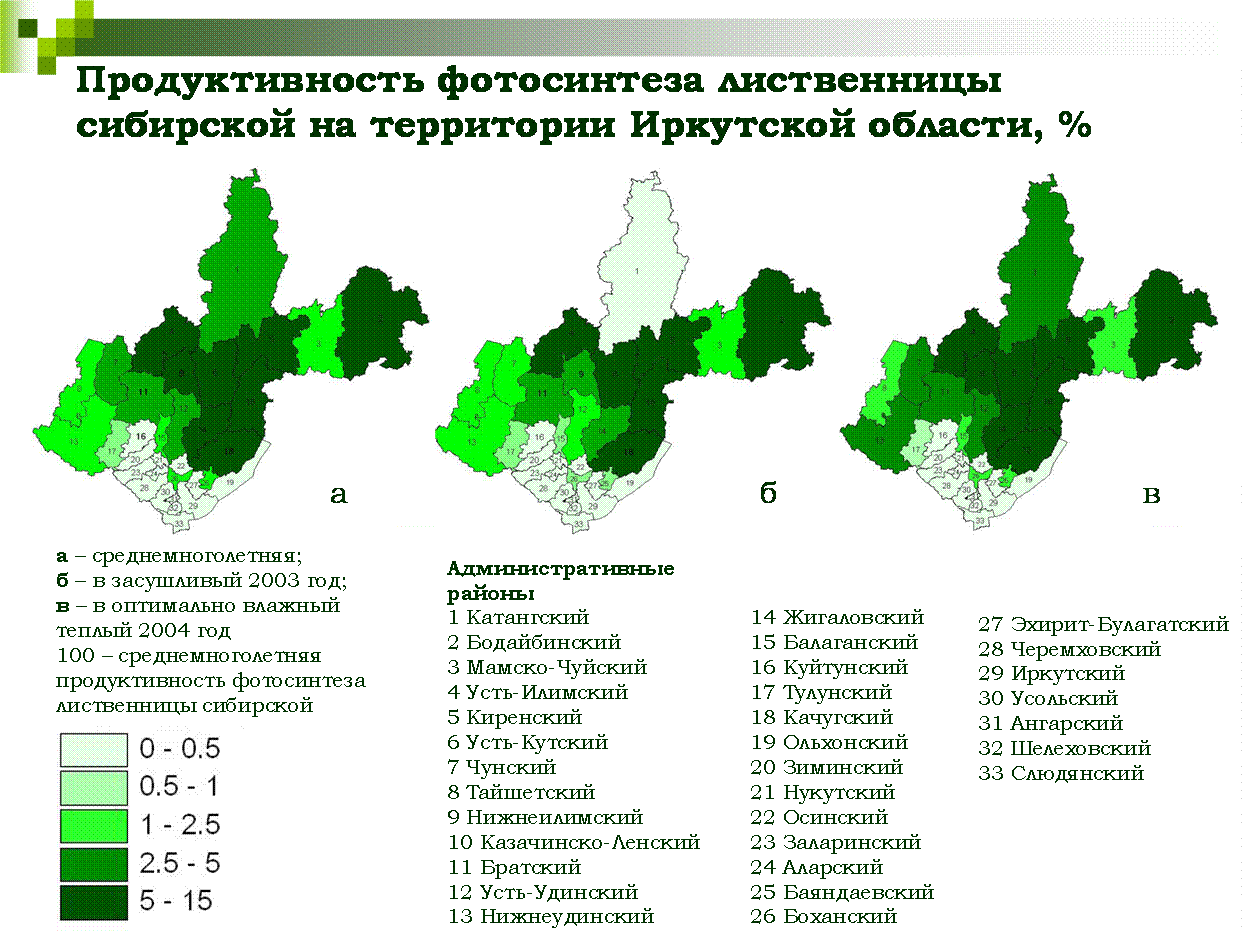 Продуктивность фотосинтеза лиственницы
сибирской на территории Иркутской области, %
а
б
в
а – среднемноголетняя;
б – в засушливый 2003 год;
в – в оптимально влажный
теплый 2004 год
100 – среднемноголетняя
продуктивность фотосинтеза
лиственницы сибирской
0 - 0.5
0.5 - 1
1 - 2.5
2.5 - 5
5 - 15
Административные
районы
1 Катангский
2 Бодайбинский
3 Мамско-Чуйский
4 Усть-Илимский
5 Киренский
6 Усть-Кутский
7 Чунский
8 Тайшетский
9 Нижнеилимский
10 Казачинско-Ленский
11 Братский
12 Усть-Удинский
13 Нижнеудинский
14 Жигаловский
15 Балаганский
16 Куйтунский
17 Тулунский
18 Качугский
19 Ольхонский
20 Зиминский
21 Нукутский
22 Осинский
23 Заларинский
24 Аларский
25 Баяндаевский
26 Боханский
27 Эхирит-Булагатский
28 Черемховский
29 Иркутский
30 Усольский
31 Ангарский
32 Шелеховский
33 Слюдянский